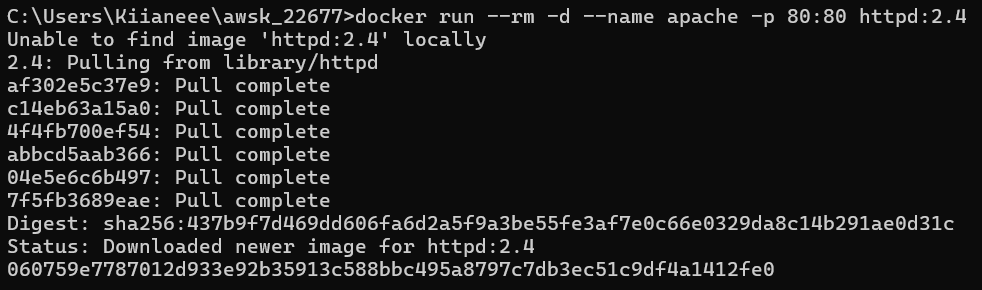 C:\Users\Kiianeee\awsk_22677>docker run --rm -d --name apache -p 80:80 httpd:2.4
Unable to find image 'httpd:2.4' locally
2.4: Pulling from library/httpd
af302e5c37e9: Pull complete
c14eb63a15a0: Pull complete
4f4fb700ef54: Pull complete
abbcd5aab366: Pull complete
04e5e6c6b497: Pull complete
7f5fb3689eae: Pull complete
Digest: sha256:437b9f7d469dd606fa6d2a5f9a3be55fe3af7e0c66e0329da8c14b291ae0d31c
Status: Downloaded newer image for httpd:2.4
060759e7787012d933e92b35913c588bbc495a8797c7db3ec51c9df4a1412fe0